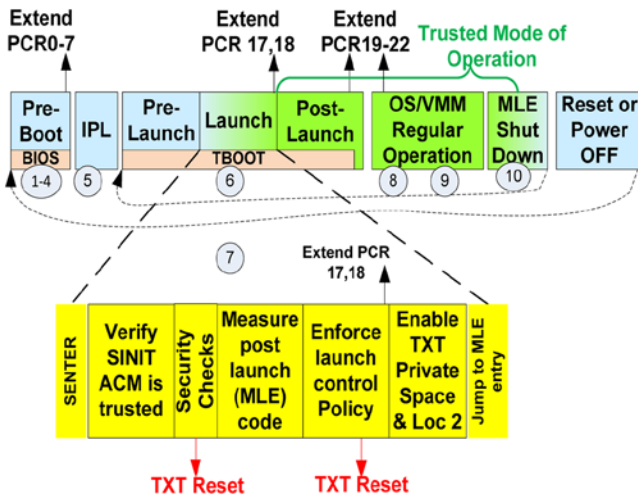 Extend
PCR0-7
Extend
PCR 17,18
Extend
PCR19-22
Trusted Mode of
Operation
Pre-
Boot
BIOS
IPL
Pre-
Launch
Launch
Post-
Launch
TBOOT
OS/VMM
Regular
Operation
MLE
Shut
Down
Reset or
Power
OFF
1-4
5
6
8
9
10
7
Extend PCR
17,18
SENTER
Verify
SINIT
ACM is
trusted
Security
Checks
Measure
post
launch
(MLE)
code
Enforce
launch
control
Policy
Enable
TXT
Private
Space
& Loc 2
Jump to MLE
entry
TXT Reset
TXT Reset